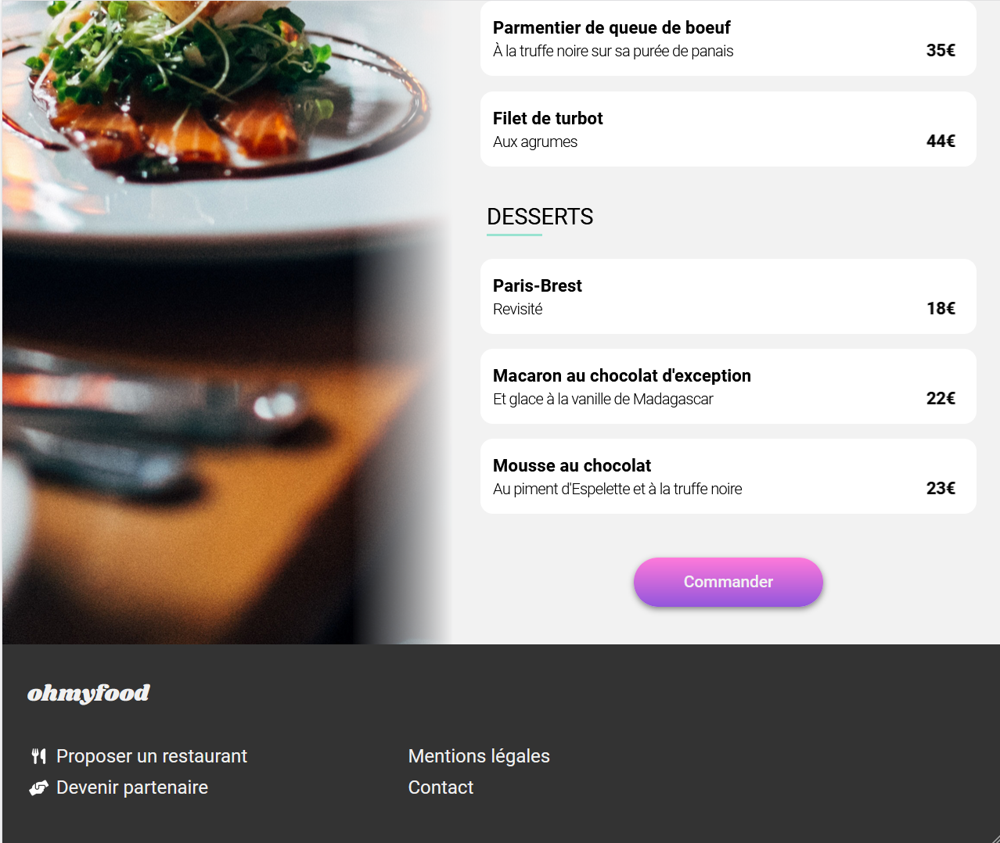 Parmentier de queue de boeuf
À la truffe noire sur sa purée de panais 35€
Filet de turbot
Aux agrumes 44€
DESSERTS
Paris-Brest
Revisité 18€
Macaron au chocolat d'exception
Et glace à la vanille de Madagascar 22€
Mousse au chocolat
Au piment d'Espelette et à la truffe noire 23€
Commander
ohmyfood
Proposer un restaurant Mentions légales
Devenir partenaire Contact